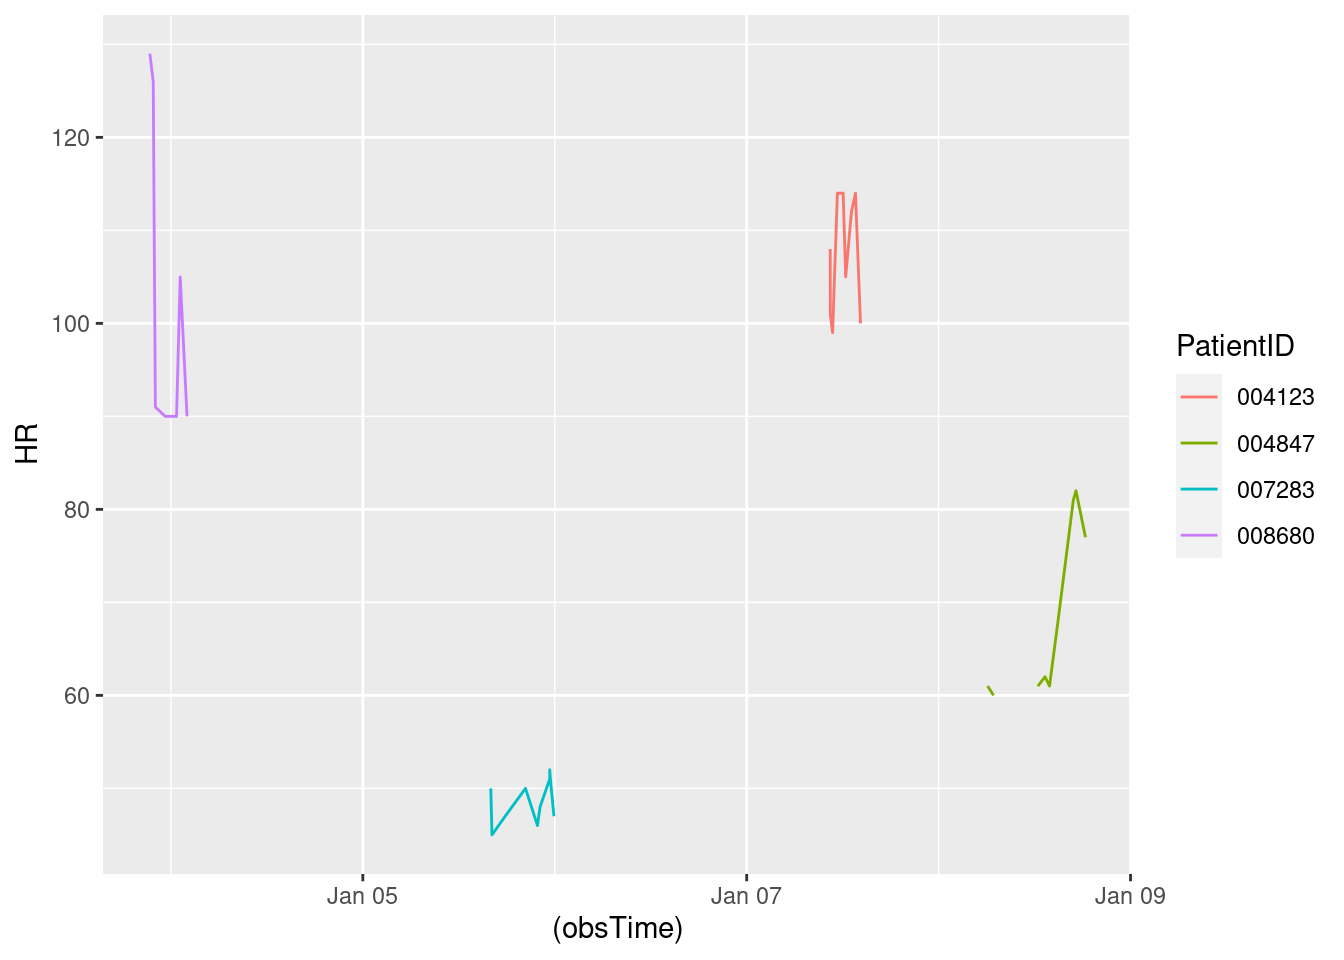 120
100
80
60
HR
Jan 05
Jan 07
Jan 09
(obsTime)
PatientID
004123
004847
007283
008680